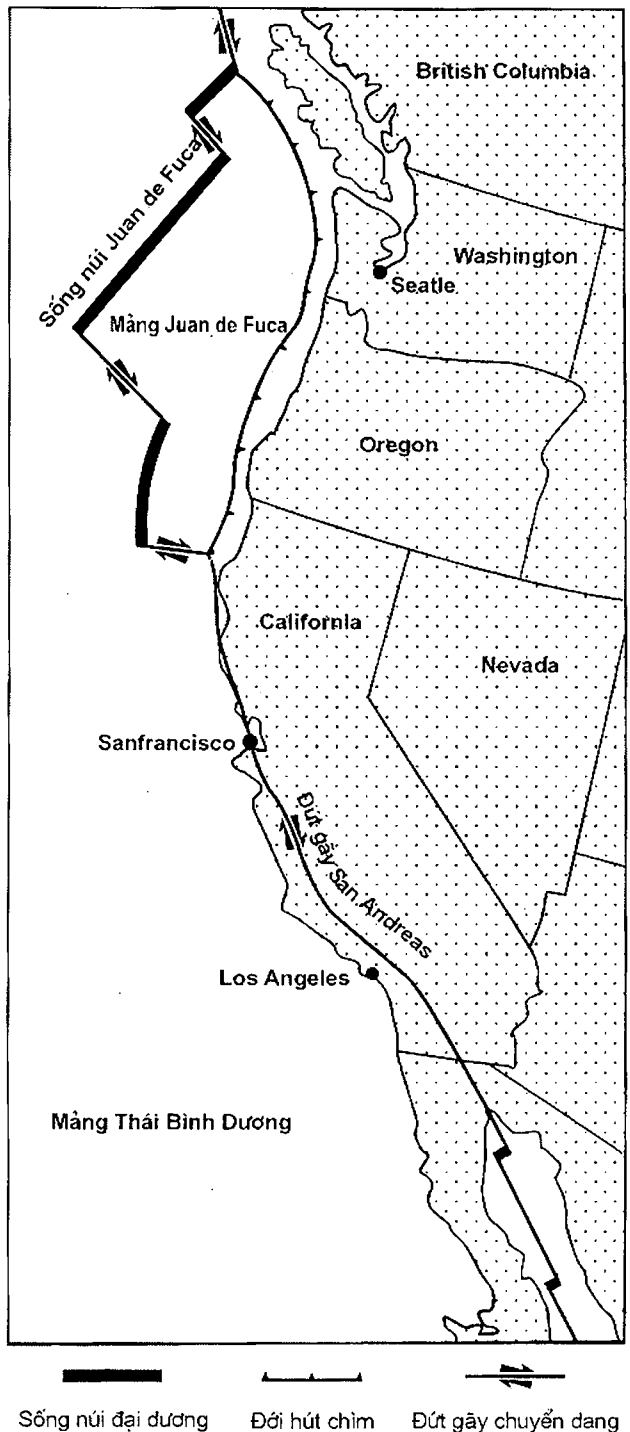 British Columbia
Sống núi Juan de Fuca
Washington
Seatle
Mảng Juan de Fuca
Oregon
California
Nevada
Sanfrancisco
Đứt gãy San Andreas
Los Angeles
Mảng Thái Bình Dương
Sống núi đại dương
Đới hút chìm
Đứt gãy chuyển dang